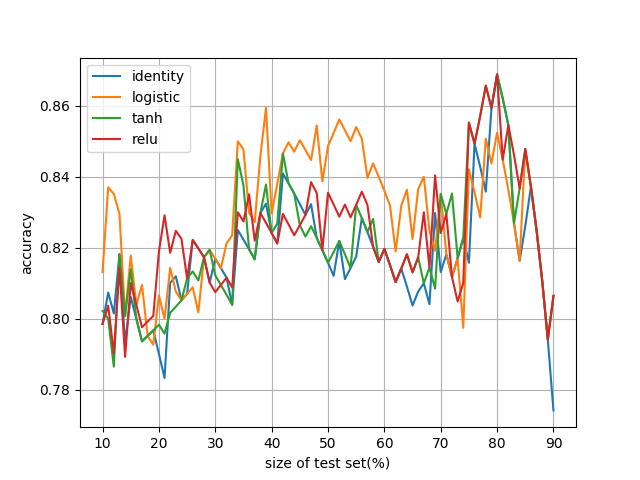 identity
logistic
tanh
relu
0.86
0.84
0.82
0.80
0.78
accuracy
10 20 30 40 50 60 70 80 90
size of test set(%)